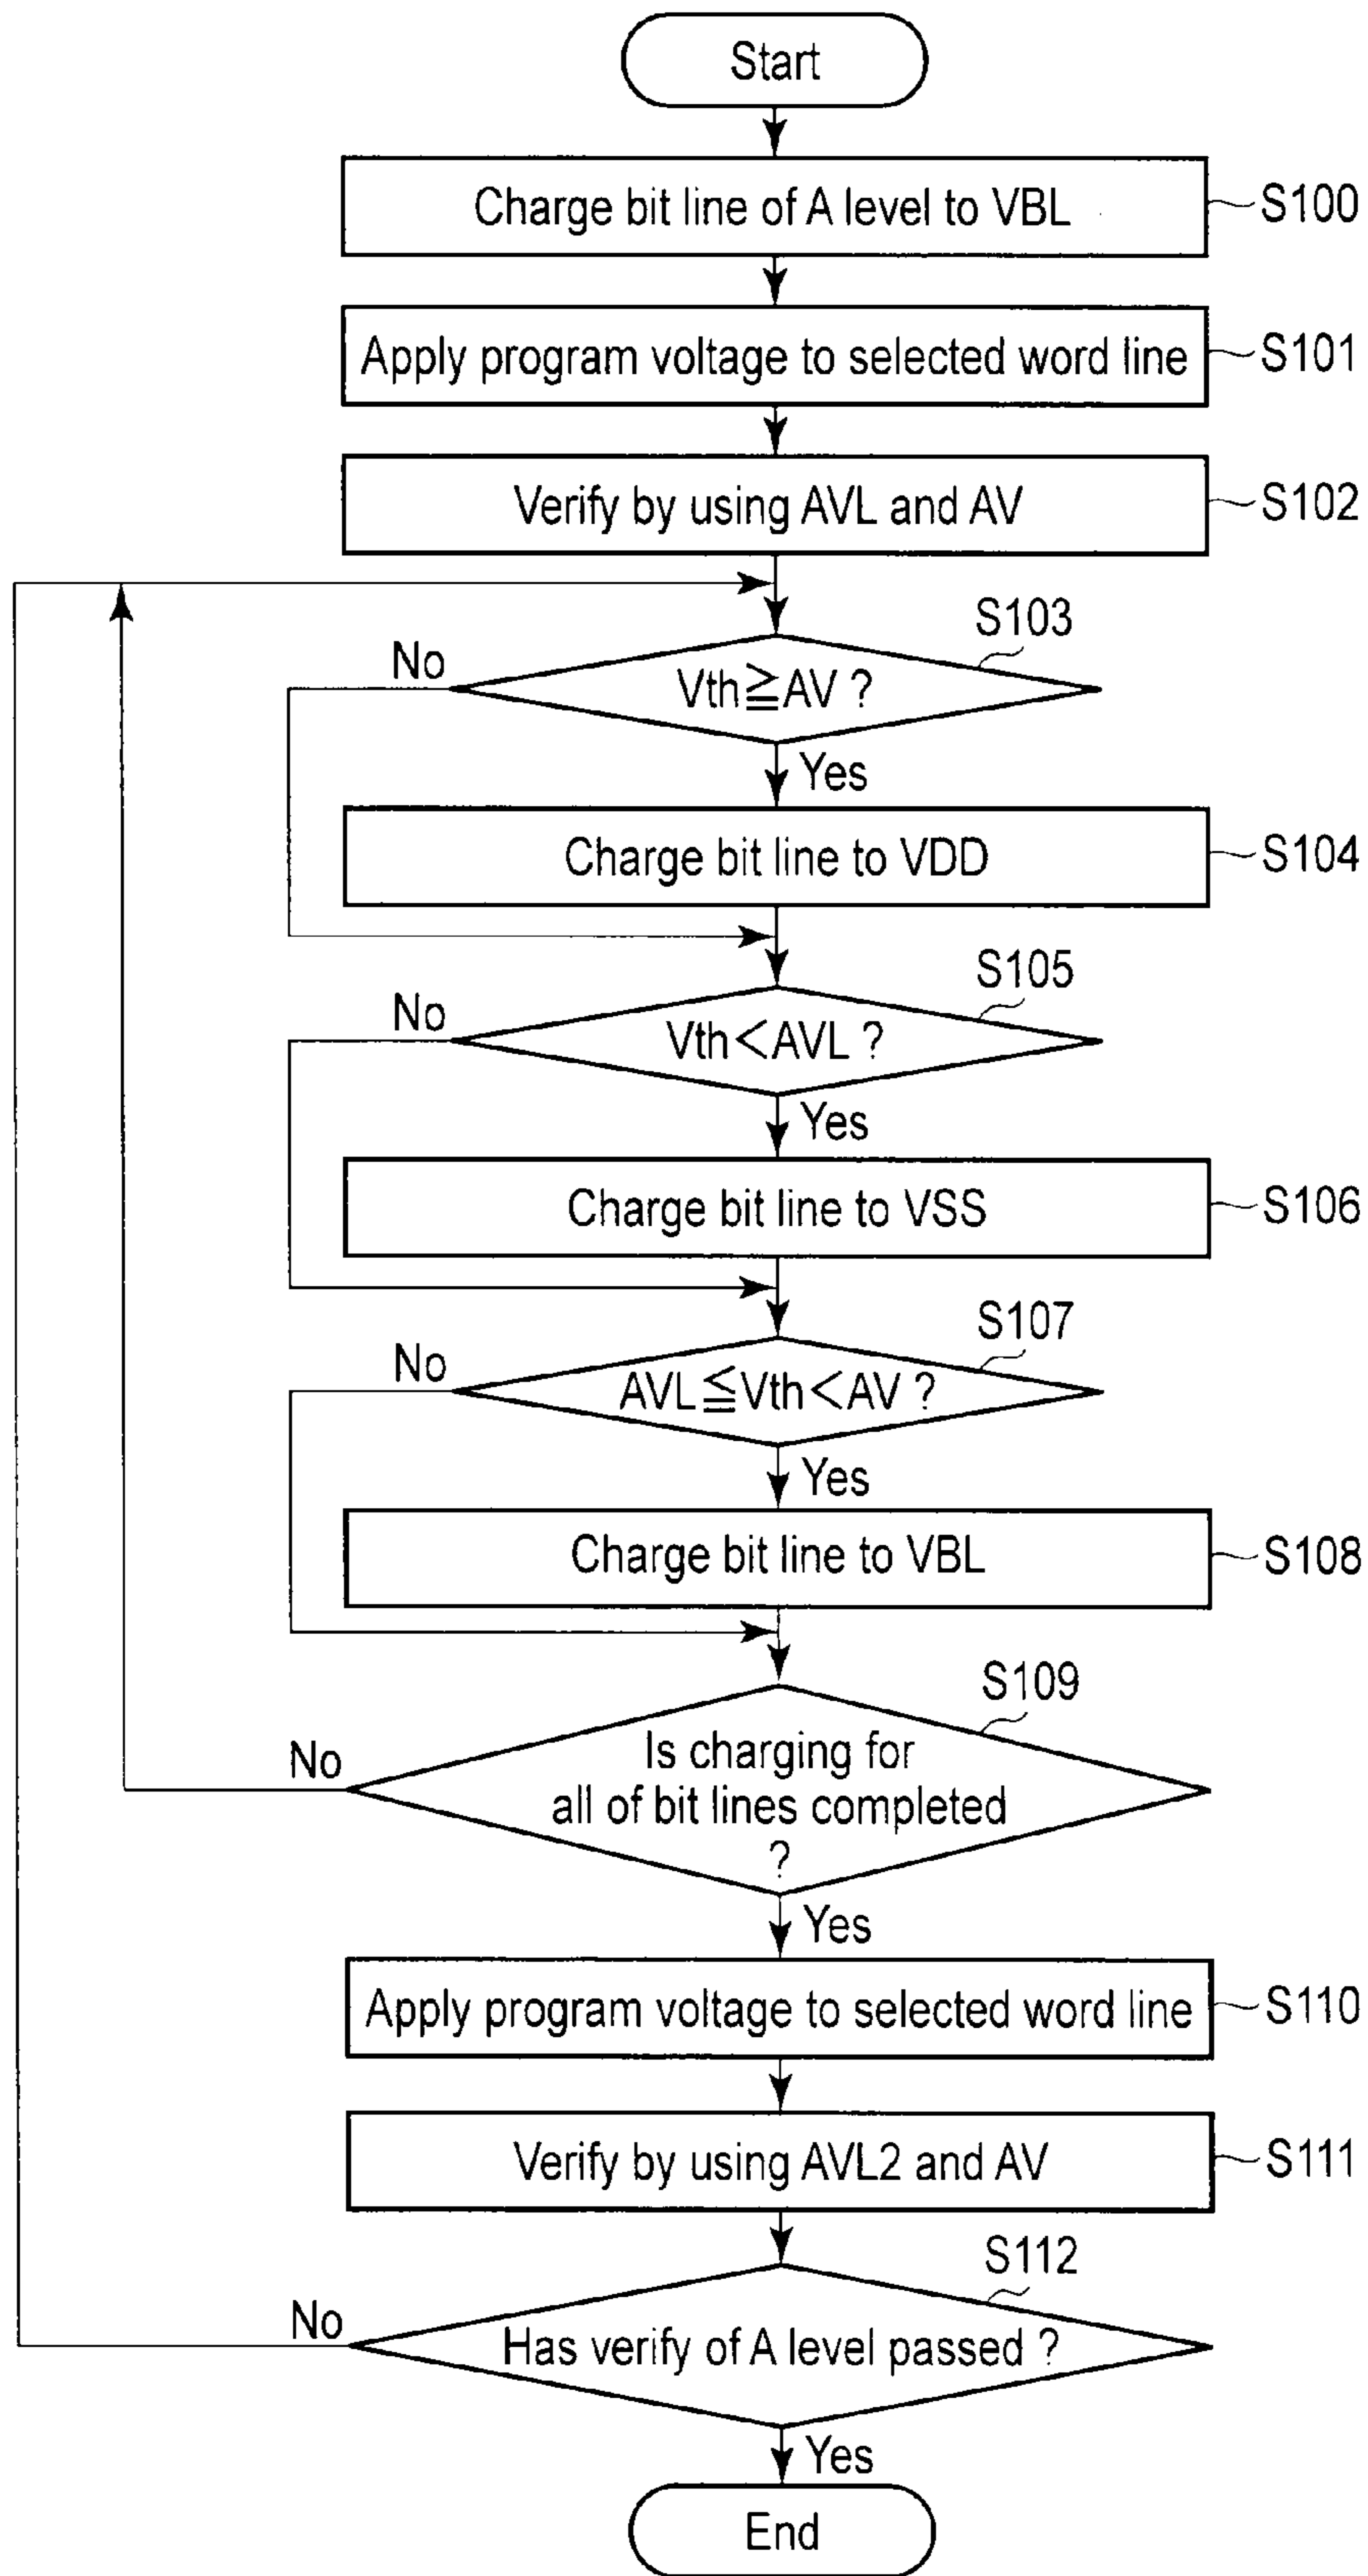 Start
Charge bit line of A level to VBL
S100
Apply program voltage to selected word line
S101
Verify by using AVL and AV
S102
S103
No
Vth≧AV ?
Yes
Charge bit line to VDD
S104
S105
No
Vth<AVL ?
Yes
Charge bit line to VSS
S106
S107
No
AVL≦Vth<AV ?
Yes
Charge bit line to VBL
S108
S109
No
Is charging for
all of bit lines completed
?
Yes
Apply program voltage to selected word line
S110
Verify by using AVL2 and AV
S111
S112
No
Has verify of A level passed ?
Yes
End